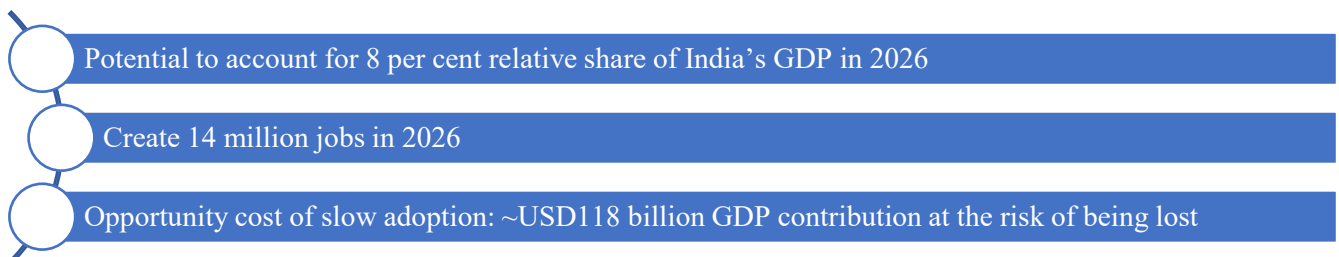 Potential to account for 8 per cent relative share of India’s GDP in 2026
Create 14 million jobs in 2026
Opportunity cost of slow adoption: ~USD118 billion GDP contribution at the risk of being lost